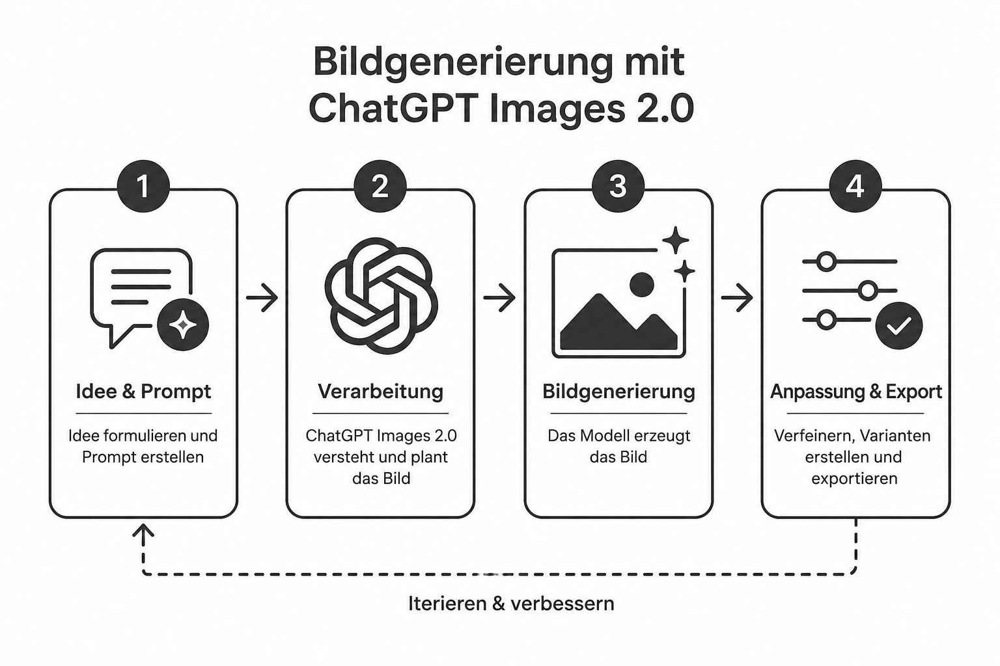 Bildgenerierung mit
ChatGPT Images 2.0
1
2
3
4
Idee & Prompt
Idee formulieren und
Prompt erstellen
Verarbeitung
ChatGPT Images 2.0
versteht und plant
das Bild
Bildgenerierung
Das Modell erzeugt
das Bild
Anpassung & Export
Verfeinern, Varianten
erstellen und
exportieren
Iterieren & verbessern